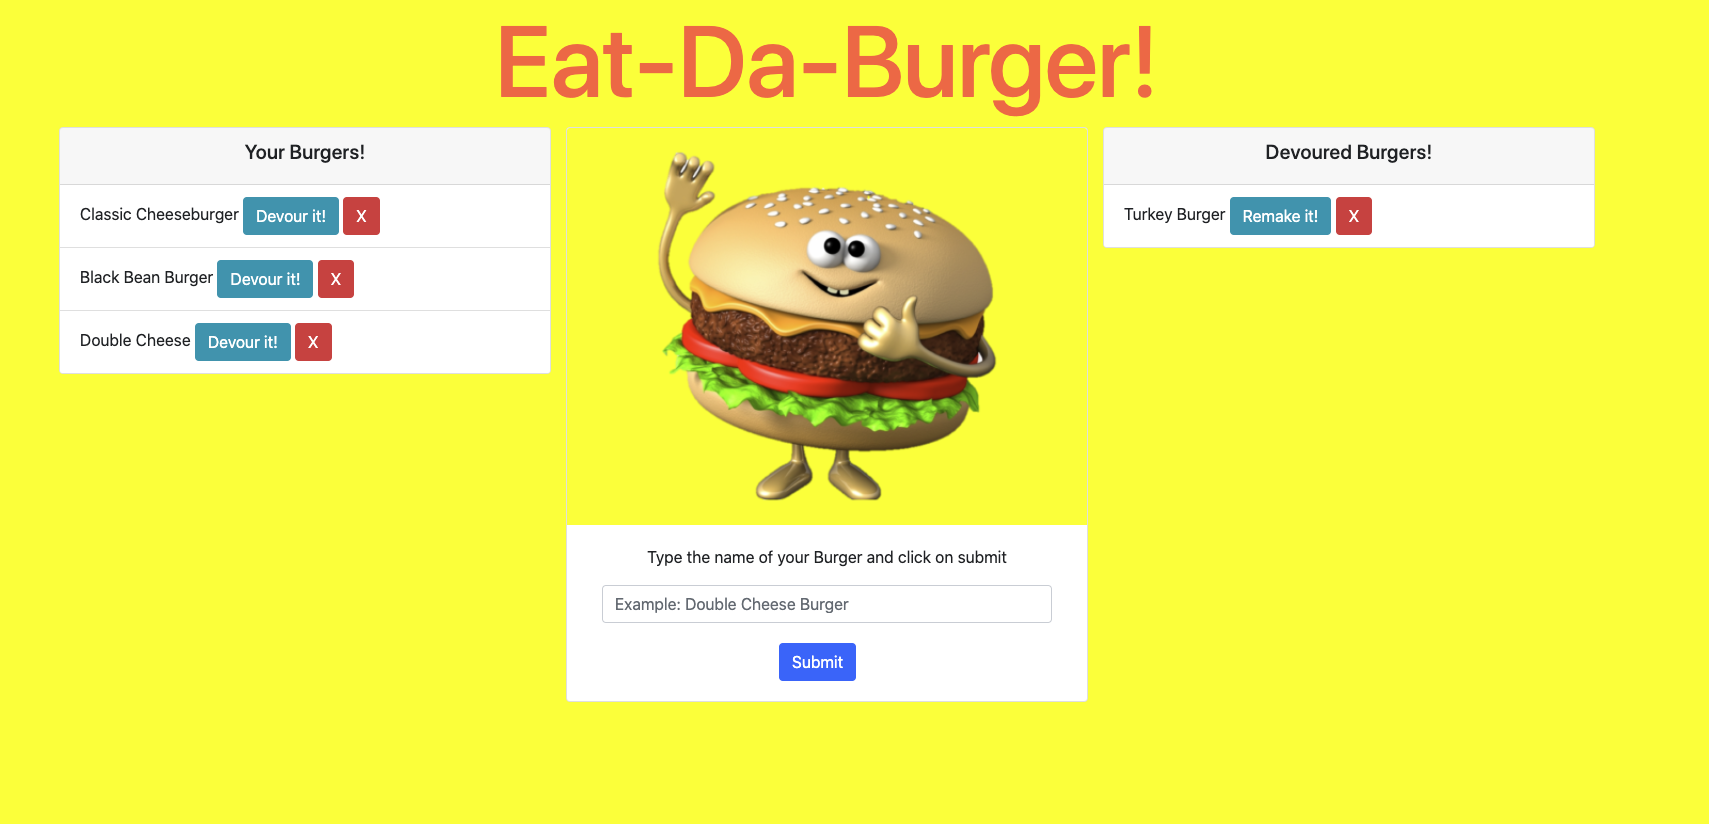 Eat-Da-Burger!
Your Burgers!
Classic Cheeseburger Devour it! X
Black Bean Burger Devour it! X
Double Cheese Devour it! X
Type the name of your Burger and click on submit
Example: Double Cheese Burger
Submit
Devoured Burgers!
Turkey Burger Remake it! X